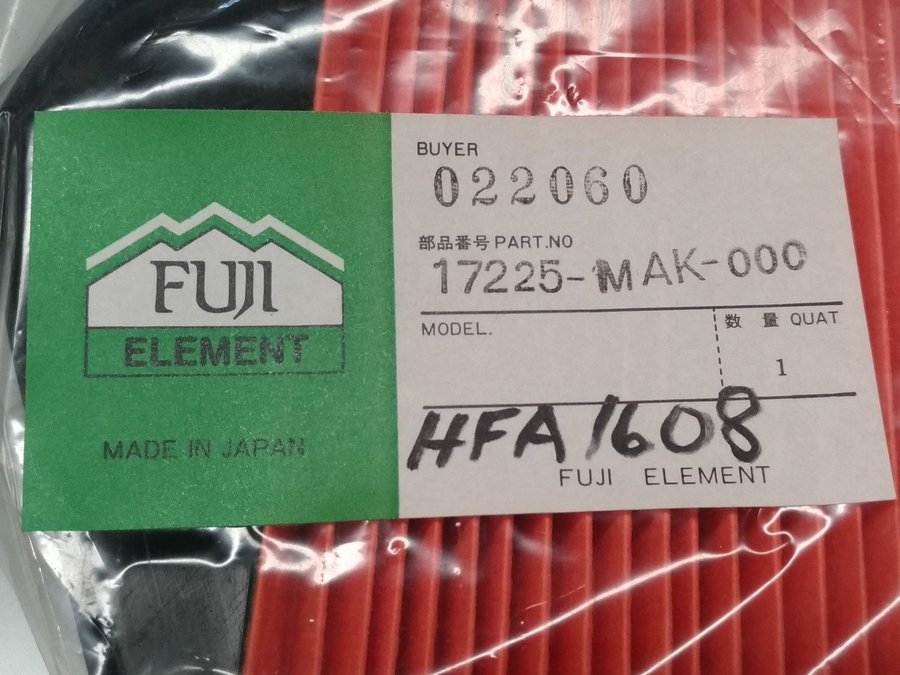 FUJI
ELEMENT
MADE IN JAPAN
BUYER
022060
部品番号 PART.NO
17225-MAK-000
MODEL.
数 量 QUAT
1
HFA1608
FUJI ELEMENT